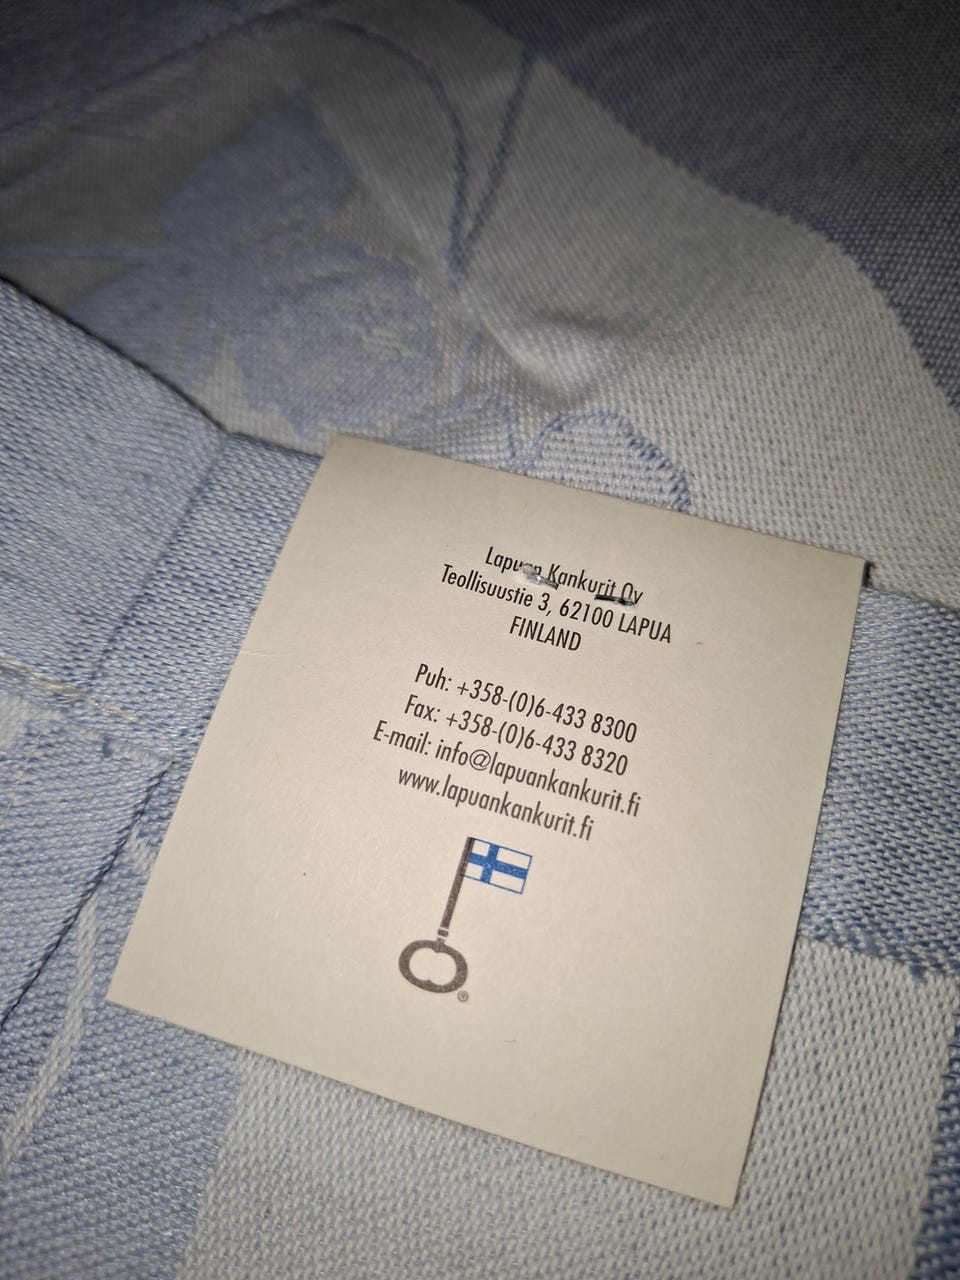 Lapuan Kankurit Oy
Teollisuustie 3, 62100 LAPUA
FINLAND
Puh: +358-(0)6-433 8300
Fax: +358-(0)6-433 8320
E-mail: info@lapuankankurit.fi
www.lapuankankurit.fi
®